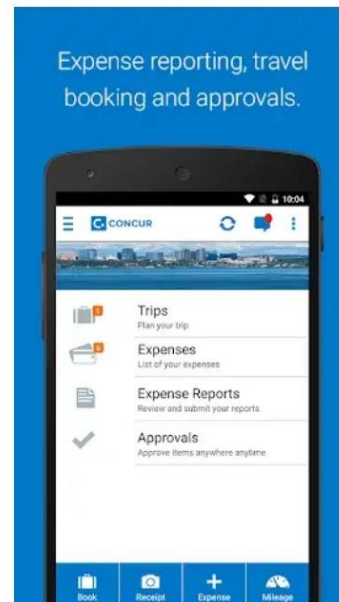 Expense reporting, travel
booking and approvals.
10:04
C. CONCUR
Trips
Plan your trip
Expenses
List of your expenses
Expense Reports
Review and submit your reports
Approvals
Approve items anywhere anytime
Book
Receipt
Expense
Mileage